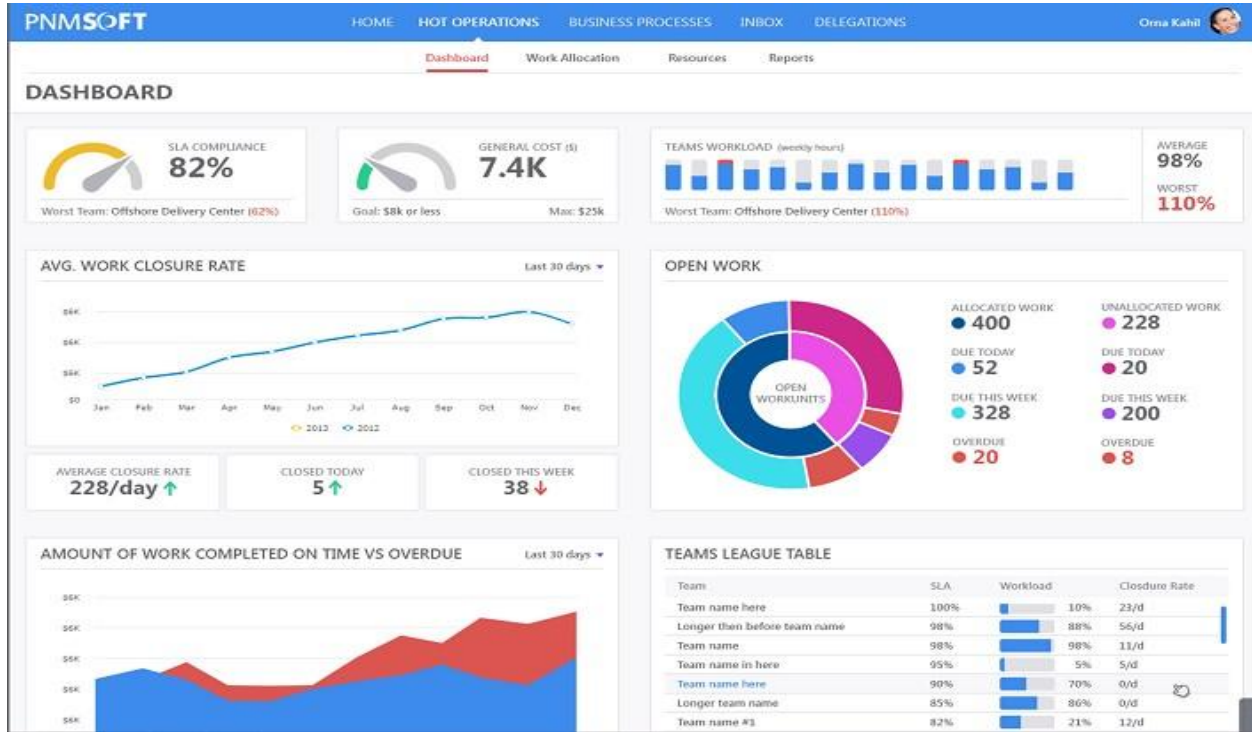 PNMSOFT HOME HOT OPERATIONS BUSINESS PROCESSES INBOX DELEGATIONS Orna Kahil
Dashboard Work Allocation Resources Reports
DASHBOARD
SLA COMPLIANCE
82%
Worst Team: Offshore Delivery Center (62%)
GENERAL COST ($)
7.4K
Goal: $8k or less Max: $25k
TEAMS WORKLOAD (weekly hours)
Worst Team: Offshore Delivery Center (110%)
AVERAGE
98%
WORST
110%
AVG. WORK CLOSURE RATE Last 30 days
$6K
$6K
$5K
$0
Jan Feb Mar Apr May Jun Jul Aug Sep Oct Nov Dec
2013 2012
AVERAGE CLOSURE RATE
228/day
CLOSED TODAY
5
CLOSED THIS WEEK
38
OPEN WORK
OPEN
WORKUNITS
ALLOCATED WORK UNALLOCATED WORK
400 228
DUE TODAY DUE TODAY
52 20
DUE THIS WEEK DUE THIS WEEK
328 200
OVERDUE OVERDUE
20 8
AMOUNT OF WORK COMPLETED ON TIME VS OVERDUE Last 30 days
$6K
$6K
$6K
$6K
$6K
TEAMS LEAGUE TABLE
Team SLA Workload Closdure Rate
Team name here 100% 10% 23/d
Longer then before team name 98% 88% 56/d
Team name 98% 98% 11/d
Team name in here 95% 5% 5/d
Team name here 90% 70% 0/d
Longer team name 85% 86% 0/d
Team name #1 82% 21% 12/d